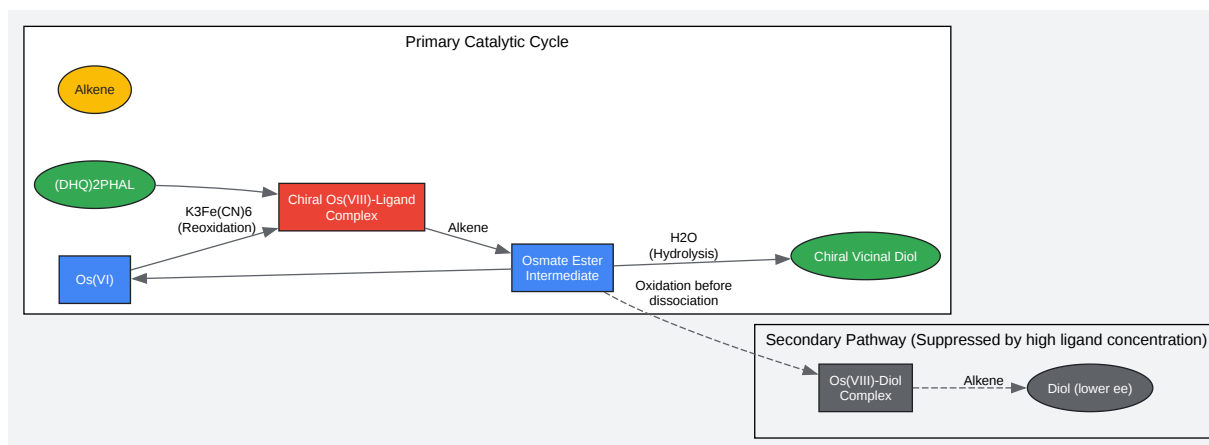 Primary Catalytic Cycle
Alkene
(DHQ)2PHAL
Chiral Os(VIII)-Ligand
Complex
K3Fe(CN)6
(Reoxidation)
Alkene
Os(VI)
Osmate Ester
Intermediate
H2O
(Hydrolysis)
Chiral Vicinal Diol
Oxidation before
dissociation
Secondary Pathway (Suppressed by high ligand concentration)
Os(VIII)-Diol
Complex
Alkene
Diol (lower ee)